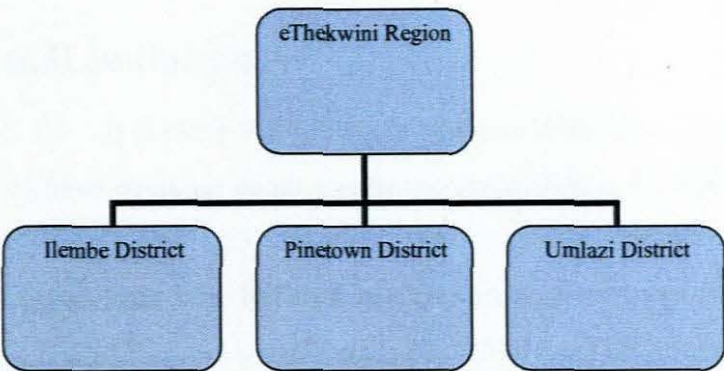 eThekwini Region
Ilembe District
Pinetown District
Umlazi District